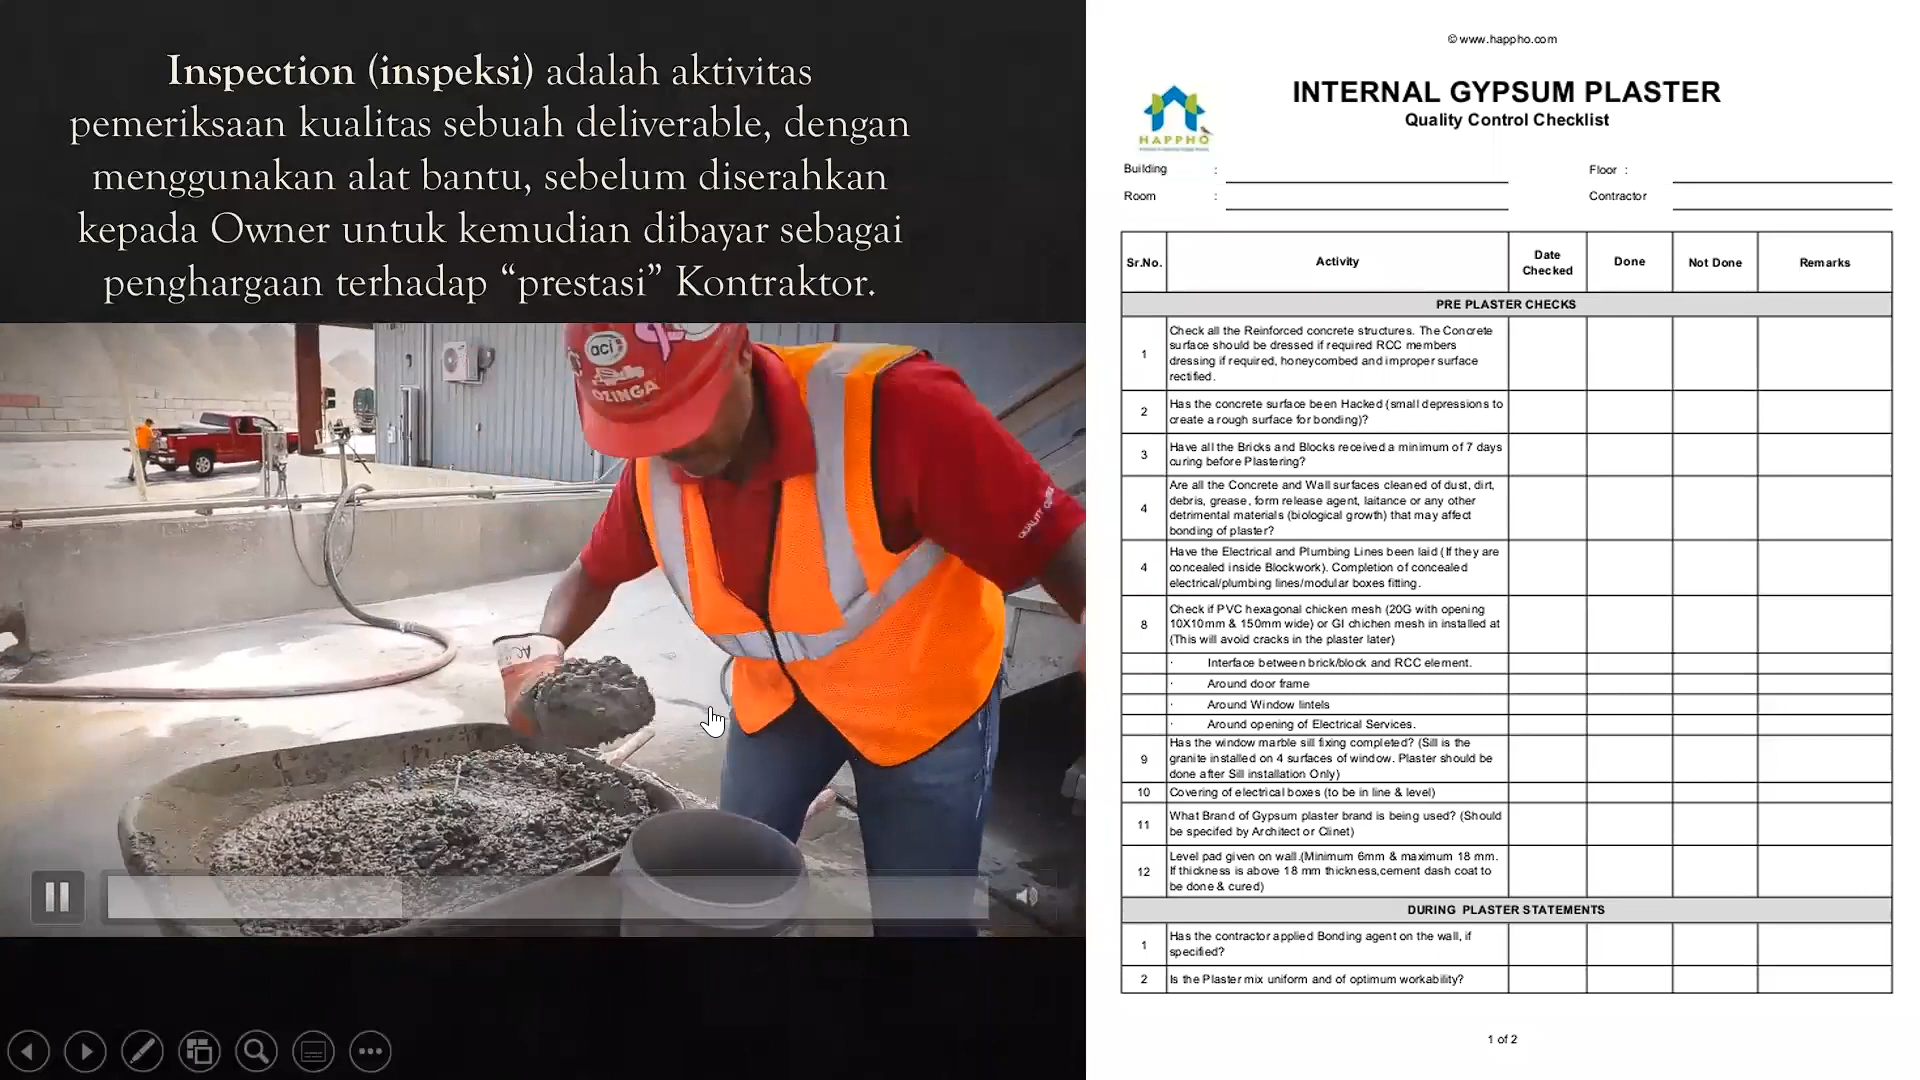 Inspection (inspeksi) adalah aktivitas
pemeriksaan kualitas sebuah deliverable, dengan
menggunakan alat bantu, sebelum diserahkan
kepada Owner untuk kemudian dibayar sebagai
penghargaan terhadap “prestasi” Kontraktor.
aci
OZINGA
QUALITY
© www.happho.com
HAPPHO
INTERNAL GYPSUM PLASTER
Quality Control Checklist
Building : Floor :
Room : Contractor
Sr.No. Activity Date Checked Done Not Done Remarks
PRE PLASTER CHECKS
1 Check all the Reinforced concrete structures. The Concrete
surface should be dressed if required RCC members
dressing if required, honeycombed and improper surface
rectified.
2 Has the concrete surface been Hacked (small depressions to
create a rough surface for bonding)?
3 Have all the Bricks and Blocks received a minimum of 7 days
curing before Plastering?
4 Are all the Concrete and Wall surfaces cleaned of dust, dirt,
debris, grease, form release agent, laitance or any other
detrimental materials (biological growth) that may affect
bonding of plaster?
4 Have the Electrical and Plumbing Lines been laid (If they are
concealed inside Blockwork). Completion of concealed
electrical/plumbing lines/modular boxes fitting.
8 Check if PVC hexagonal chicken mesh (20G with opening
10X10mm & 150mm wide) or GI chichen mesh in installed at
(This will avoid cracks in the plaster later)
· Interface between brick/block and RCC element.
· Around door frame
· Around Window lintels
· Around opening of Electrical Services.
9 Has the window marble sill fixing completed? (Sill is the
granite installed on 4 surfaces of window. Plaster should be
done after Sill installation Only)
10 Covering of electrical boxes (to be in line & level)
11 What Brand of Gypsum plaster brand is being used? (Should
be specifed by Architect or Clinet)
12 Level pad given on wall.(Minimum 6mm & maximum 18 mm.
If thickness is above 18 mm thickness,cement dash coat to
be done & cured)
DURING PLASTER STATEMENTS
1 Has the contractor applied Bonding agent on the wall, if
specified?
2 Is the Plaster mix uniform and of optimum workability?
1 of 2